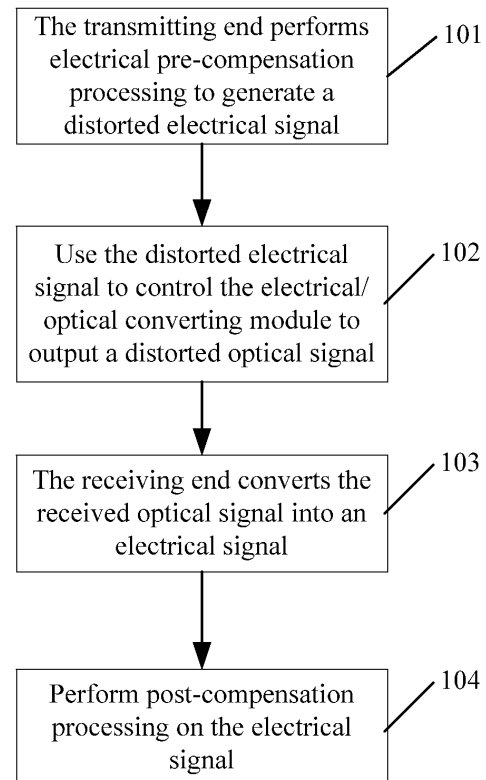 The transmitting end performs
electrical pre-compensation
processing to generate a
distorted electrical signal
101
Use the distorted electrical
signal to control the electrical/
optical converting module to
output a distorted optical signal
102
The receiving end converts the
received optical signal into an
electrical signal
103
Perform post-compensation
processing on the electrical
signal
104